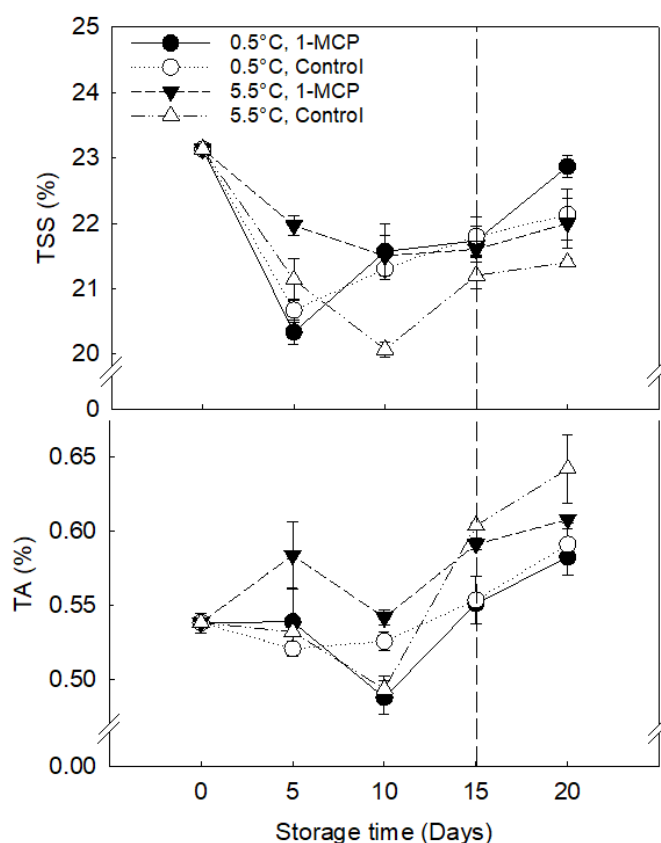 25
24
23
22
21
20
0
TSS (%)
0.5°C, 1-MCP
0.5°C, Control
5.5°C, 1-MCP
5.5°C, Control
0.65
0.60
0.55
0.50
0.00
TA (%)
0 5 10 15 20
Storage time (Days)